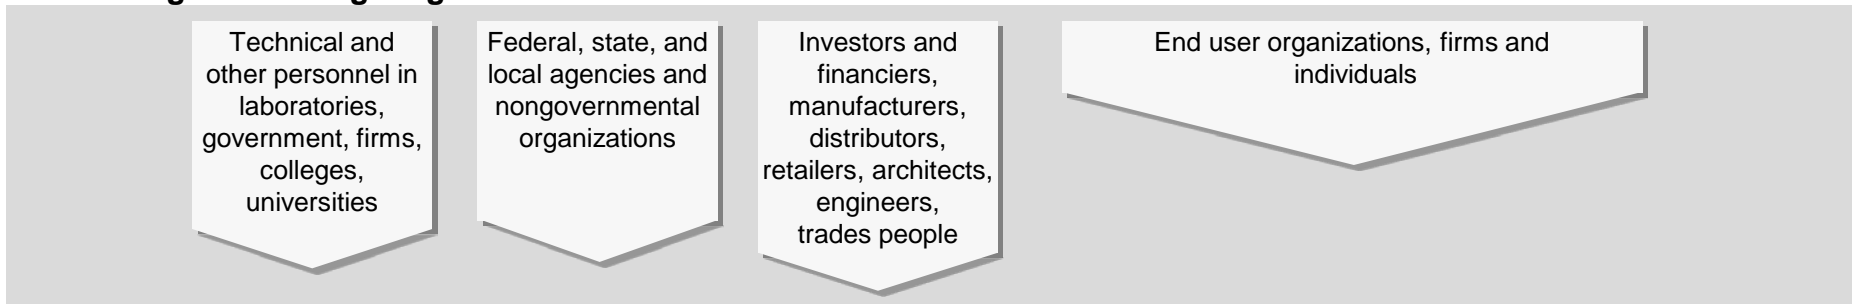 Technical and
other personnel in
laboratories,
government, firms,
colleges,
universities
Federal, state, and
local agencies and
nongovernmental
organizations
Investors and
financiers,
manufacturers,
distributors,
retailers, architects,
engineers,
trades people
End user organizations, firms and
individuals